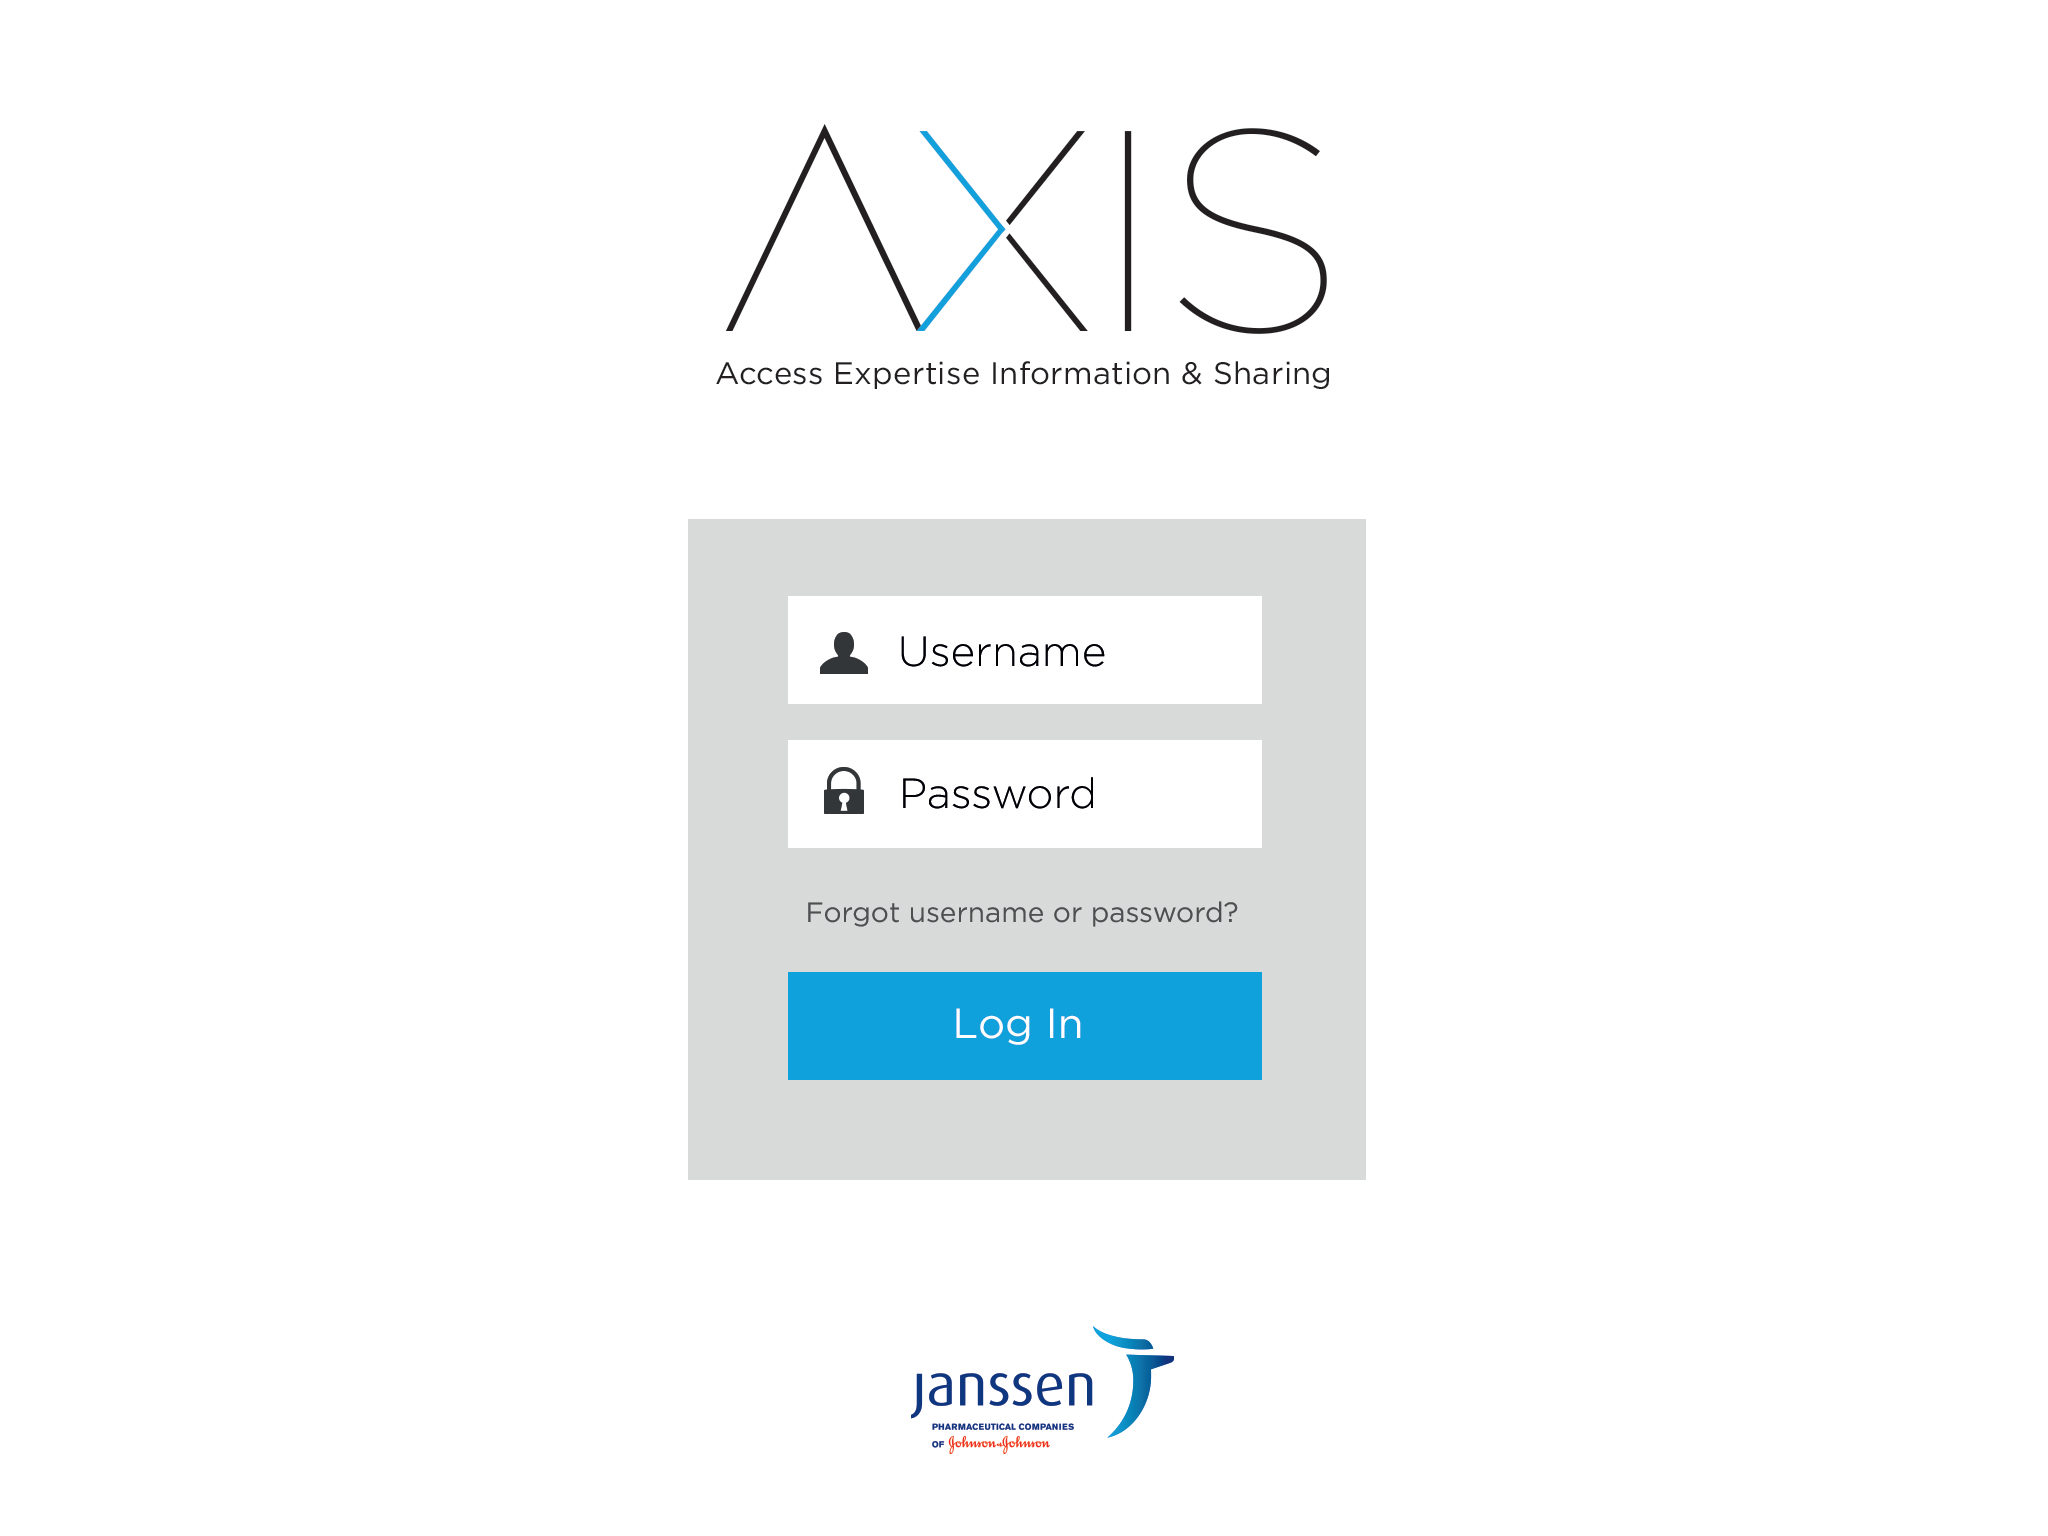 AXIS
Access Expertise Information & Sharing
Username
Password
Forgot username or password?
Log In
janssen
PHARMACEUTICAL COMPANIES
OF Johnson & Johnson